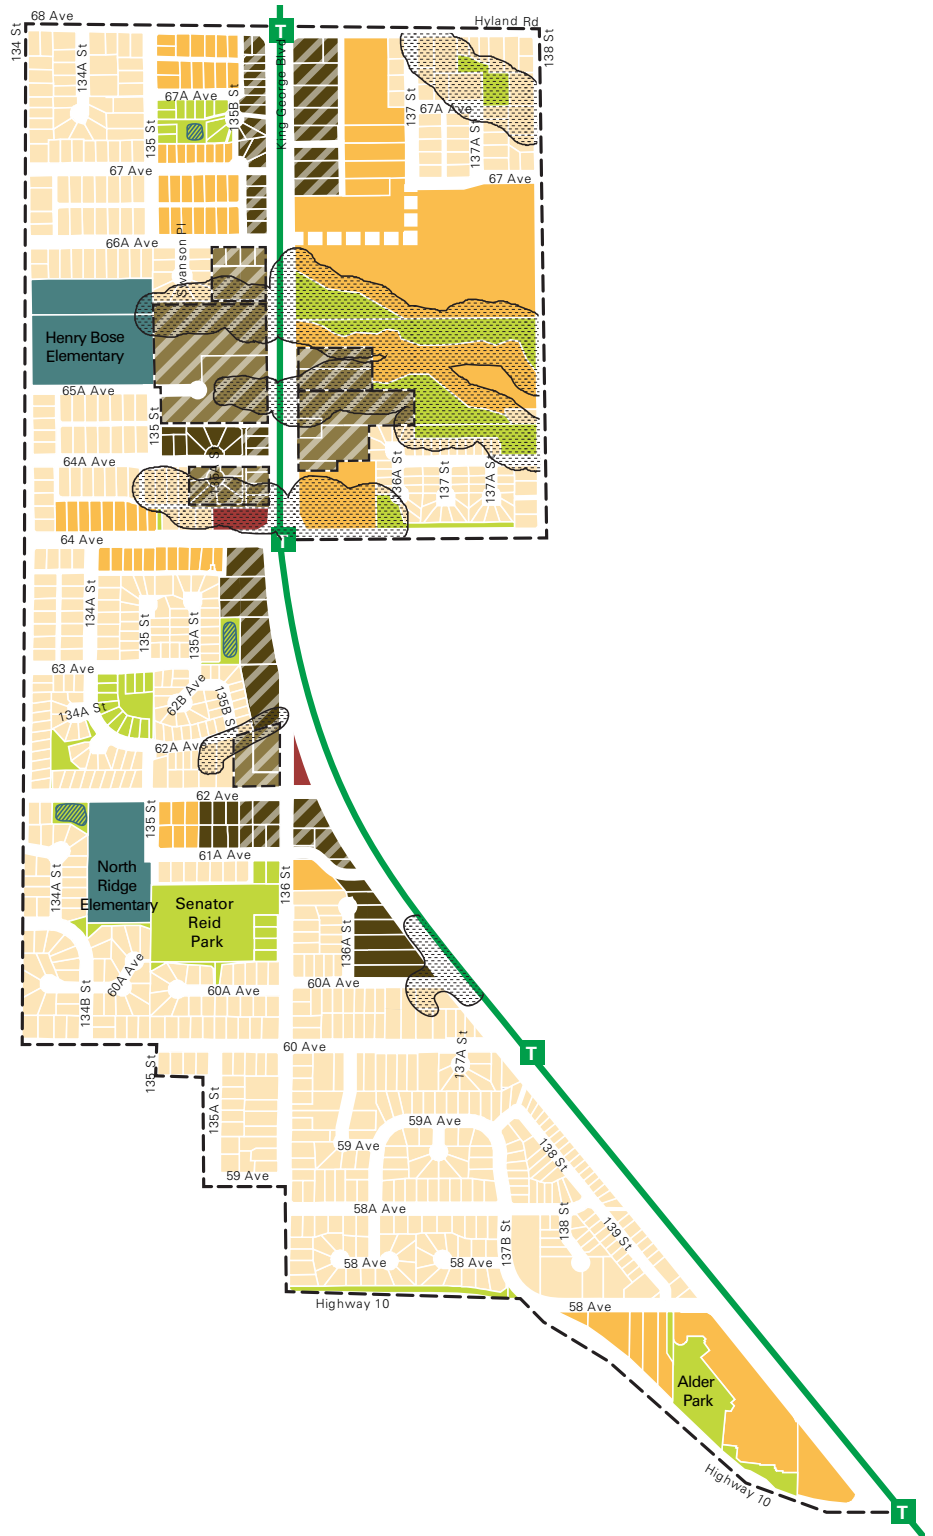 68 Ave
Hyland Rd
134 St
138 St
T
134A St
King George Blvd
67A Ave
135B St
137 St
67A Ave
135 St
137A St
67 Ave
67 Ave
66A Ave
Swanson Pl
Henry Bose
Elementary
65A Ave
135 St
64A Ave
136A St
137 St
137A St
64 Ave
T
134A St
135 St
135A St
63 Ave
62B Ave
134A St
62A Ave
62 Ave
135 St
61A Ave
North
Ridge
Elementary
Senator
Reid
Park
136 St
134A St
136A St
60A Ave
60A Ave
60A Ave
134B St
60 Ave
137A St
T
135 St
135A St
59A Ave
59 Ave
138 St
59 Ave
58A Ave
137B St
138 St
139 St
58 Ave
58 Ave
Highway 10
58 Ave
Alder
Park
Highway 10
T